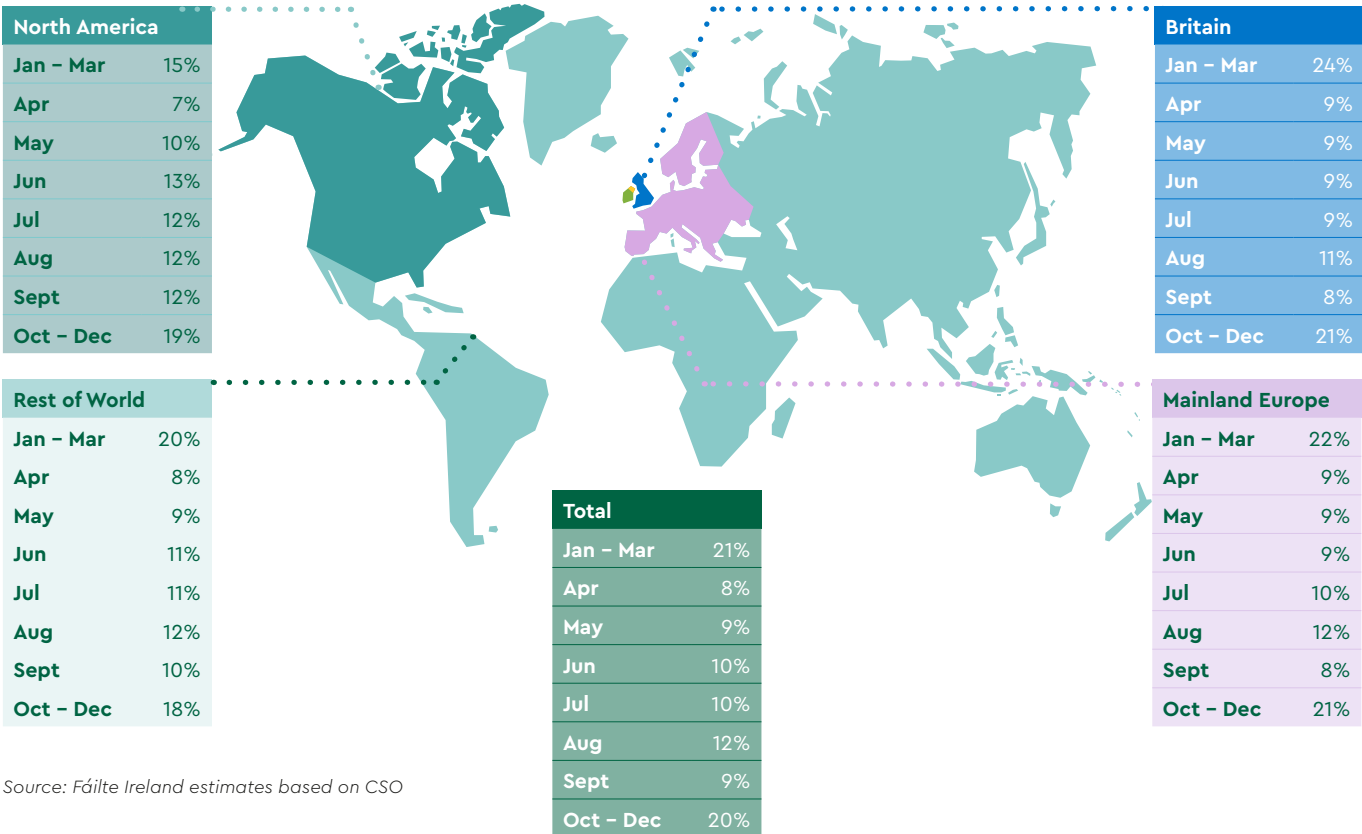 North America
Jan – Mar 15%
Apr 7%
May 10%
Jun 13%
Jul 12%
Aug 12%
Sept 12%
Oct – Dec 19%
Rest of World
Jan – Mar 20%
Apr 8%
May 9%
Jun 11%
Jul 11%
Aug 12%
Sept 10%
Oct – Dec 18%
Total
Jan – Mar 21%
Apr 8%
May 9%
Jun 10%
Jul 10%
Aug 12%
Sept 9%
Oct – Dec 20%
Britain
Jan – Mar 24%
Apr 9%
May 9%
Jun 9%
Jul 9%
Aug 11%
Sept 8%
Oct – Dec 21%
Mainland Europe
Jan – Mar 22%
Apr 9%
May 9%
Jun 9%
Jul 10%
Aug 12%
Sept 8%
Oct – Dec 21%
Source: Fáilte Ireland estimates based on CSO